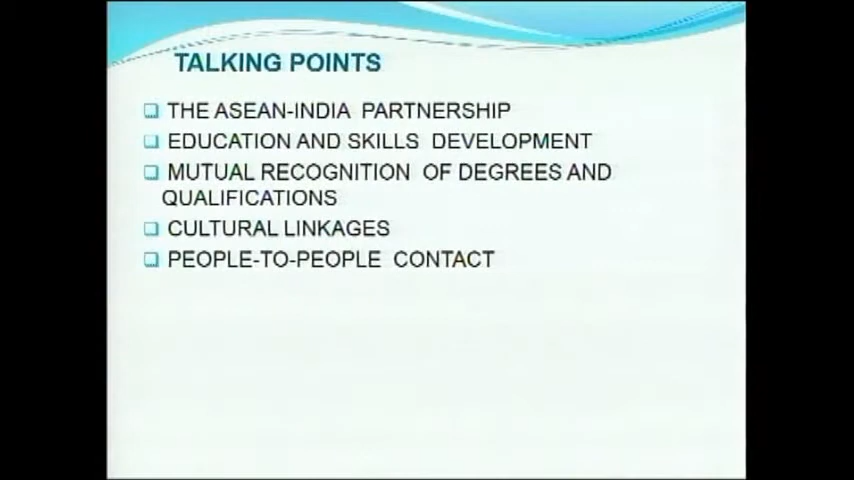 TALKING POINTS
THE ASEAN-INDIA PARTNERSHIP
EDUCATION AND SKILLS DEVELOPMENT
MUTUAL RECOGNITION OF DEGREES AND
QUALIFICATIONS
CULTURAL LINKAGES
PEOPLE-TO-PEOPLE CONTACT